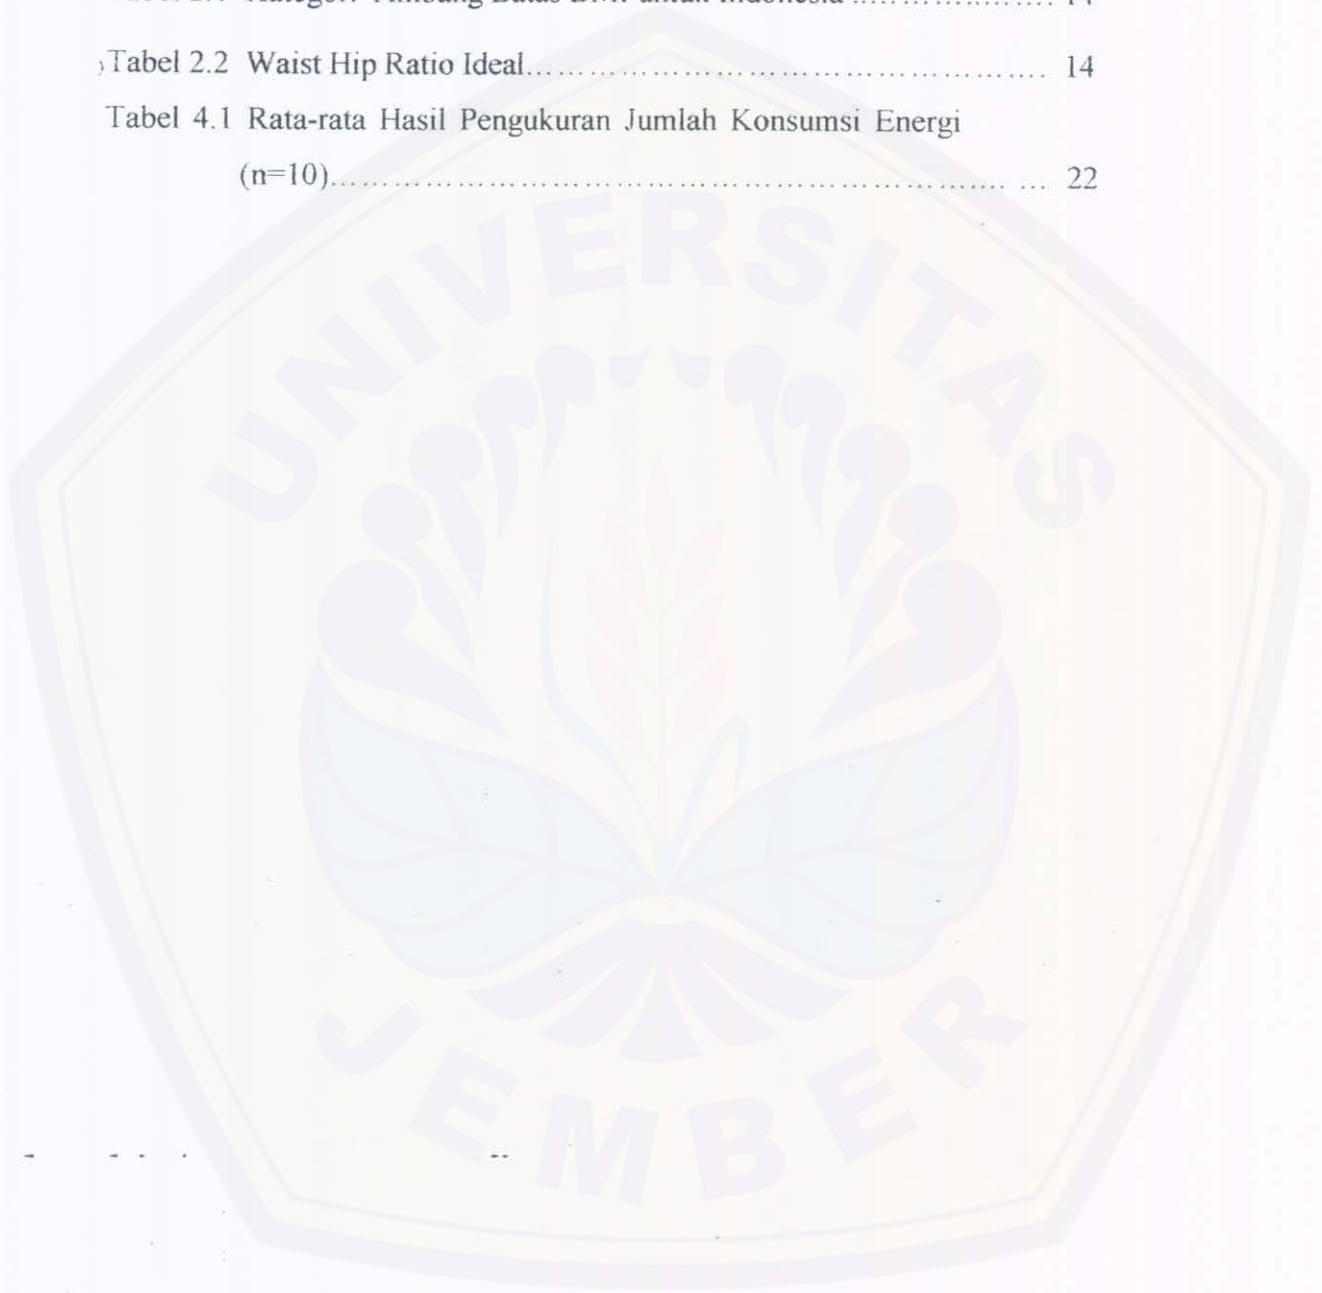 Tabel 2.2 Waist Hip Ratio Ideal.................................................... 14
Tabel 4.1 Rata-rata Hasil Pengukuran Jumlah Konsumsi Energi
(n=10)..................................................................... ... 22
UNIVERSITAS
JEMBER